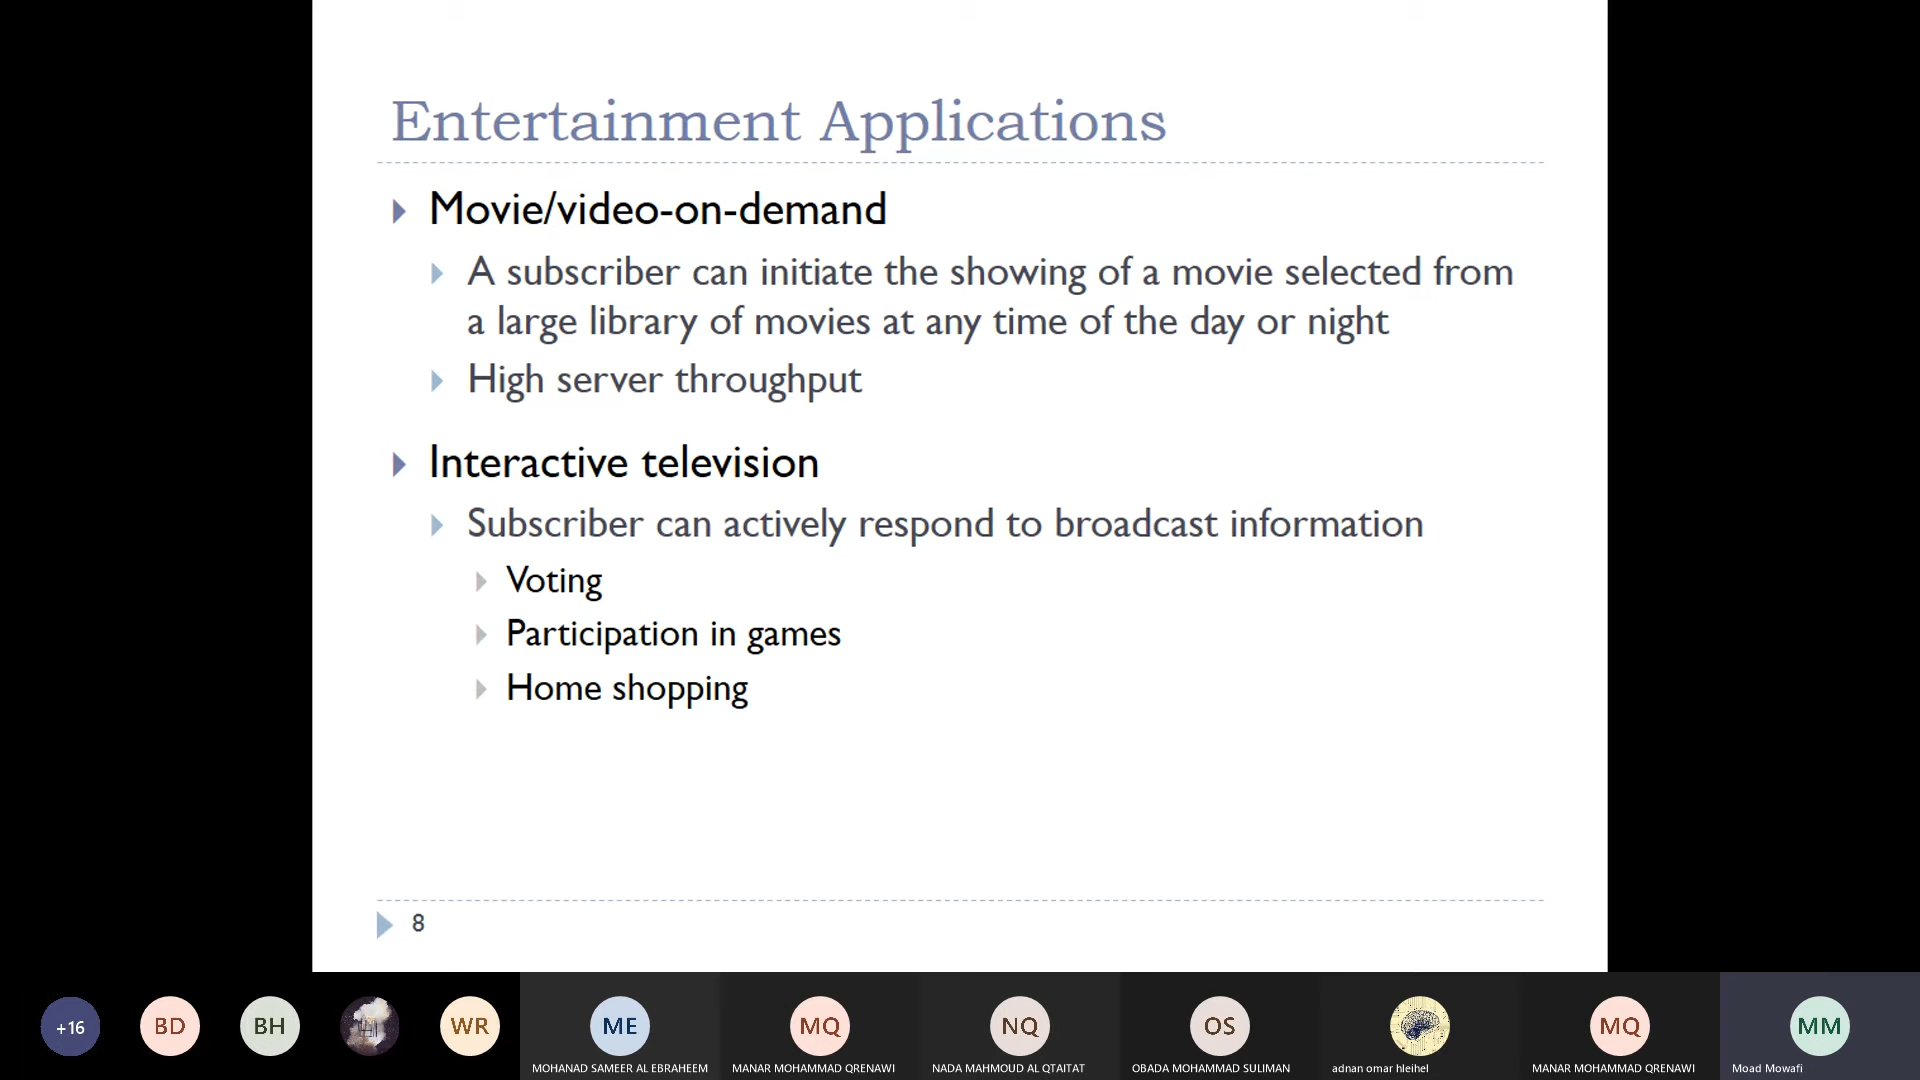 Entertainment Applications
Movie/video-on-demand
A subscriber can initiate the showing of a movie selected from
a large library of movies at any time of the day or night
High server throughput
Interactive television
Subscriber can actively respond to broadcast information
Voting
Participation in games
Home shopping
8
+16
BD
BH
WR
ME
MQ
NQ
OS
MQ
MM
MOHANAD SAMEER AL EBRAHEEM
MANAR MOHAMMAD QRENAWI
NADA MAHMOUD AL QTAITAT
OBADA MOHAMMAD SULIMAN
adnan omar hleihel
MANAR MOHAMMAD QRENAWI
Moad Mowafi